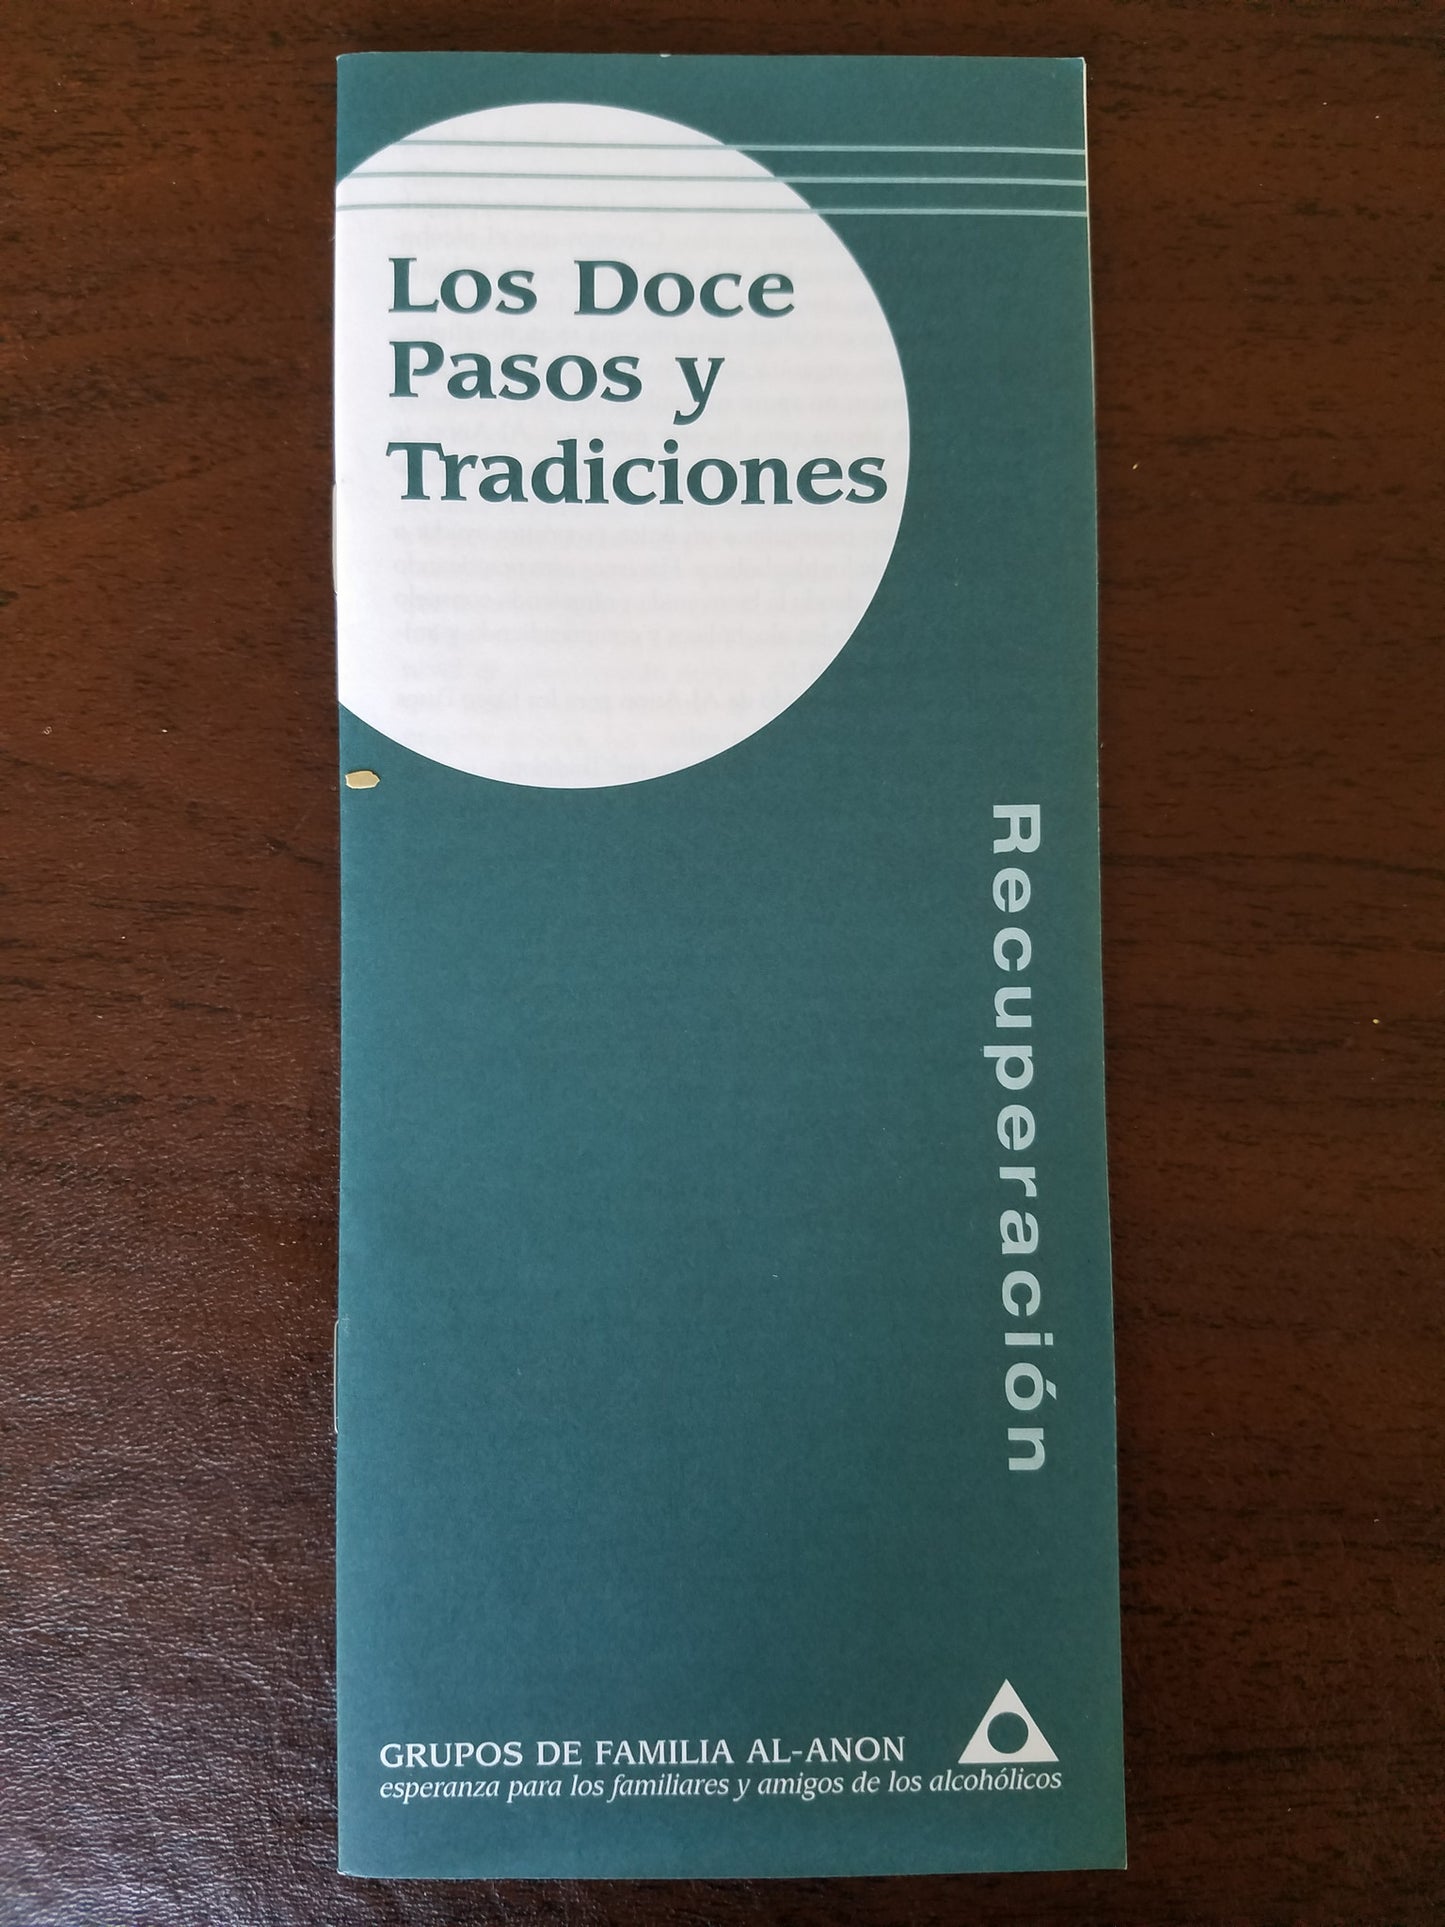 Los Doce
Pasos y
Tradiciones
Recuperación
GRUPOS DE FAMILIA AL-ANON
esperanza para los familiares y amigos de los alcohólicos